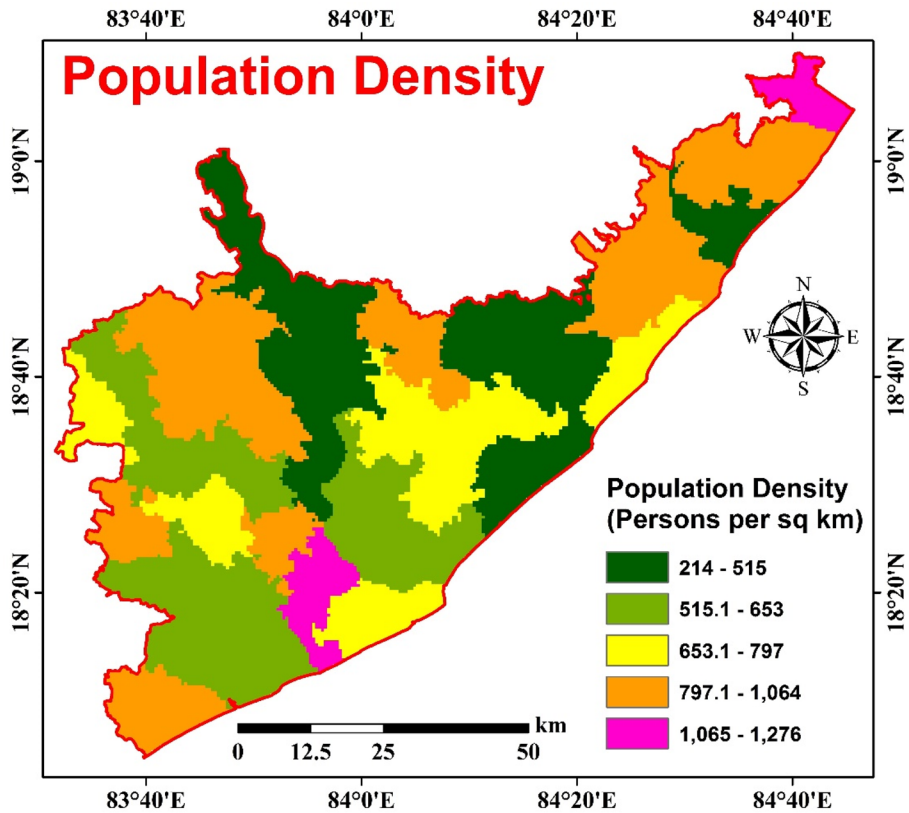 83°40'E 84°0'E 84°20'E 84°40'E
Population Density
19°0'N
19°0'N
N
W E
S
18°40'N
18°40'N
Population Density
(Persons per sq km)
214 - 515
515.1 - 653
653.1 - 797
797.1 - 1,064
1,065 - 1,276
18°20'N
18°20'N
km
0 12.5 25 50
83°40'E 84°0'E 84°20'E 84°40'E